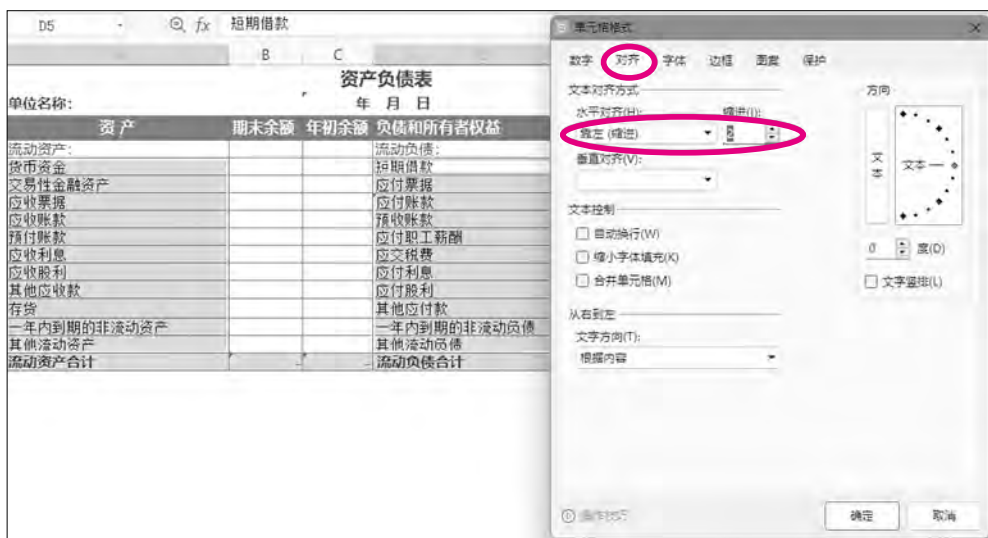 D5 fx 短期借款
B C
资产负债表
单位名称： 年 月 日
资 产 期末余额 年初余额 负债和所有者权益
流动资产： 流动负债：
货币资金 短期借款
交易性金融资产 应付票据
应收票据 应付账款
应收账款 预收账款
预付账款 应付职工薪酬
应收利息 应交税费
应收股利 应付利息
其他应收款 应付股利
存货 其他应付款
一年内到期的非流动资产 一年内到期的非流动负债
其他流动资产 其他流动负债
流动资产合计 - - 流动负债合计
单元格格式
数字 对齐 字体 边框 图案 保护
文本对齐方式
水平对齐(H): 缩进(I):
靠左 (缩进) 2
垂直对齐(V):
文本控制
自动换行(W)
缩小字体填充(K)
合并单元格(M)
从右到左
文字方向(T):
根据内容
方向
文本 文本
0 度(D)
文字竖排(L)
操作技巧
确定 取消